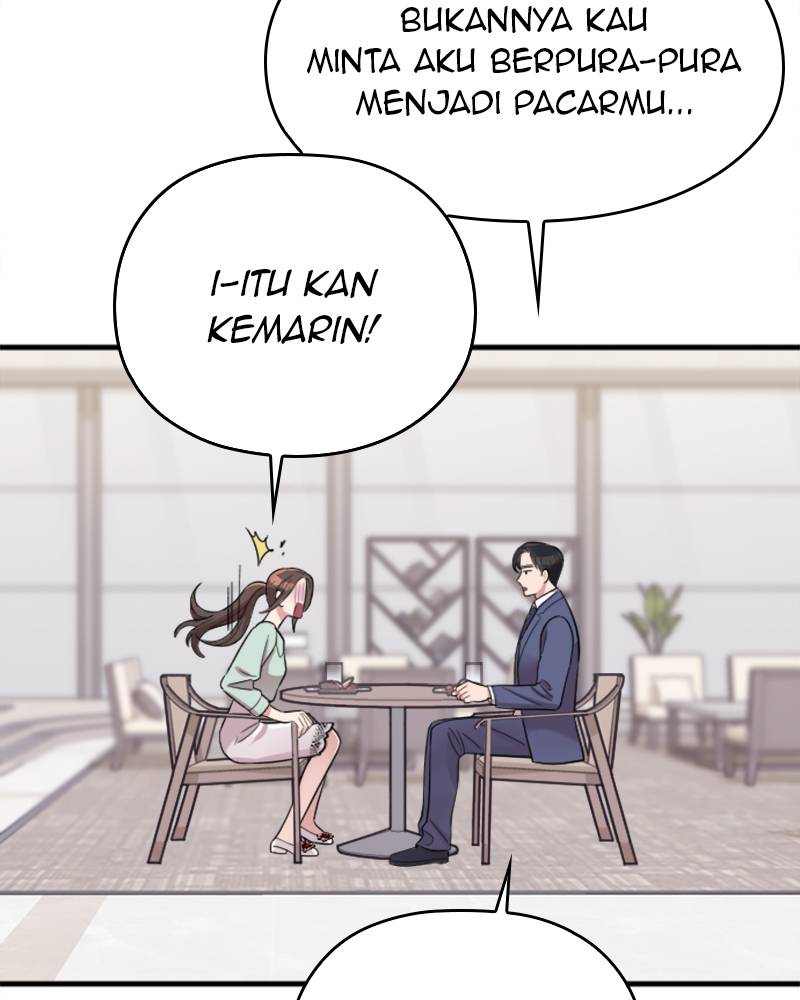 BUKANNYA KAU
MINTA AKU BERPURA-PURA
MENJADI PACARMU...
I-ITU KAN
KEMARIN!